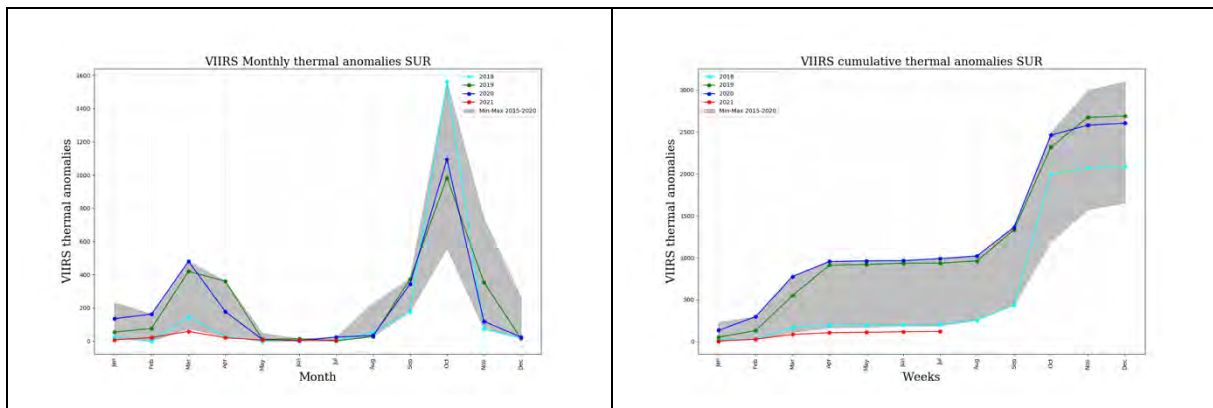 VIIRS Monthly thermal anomalies SUR
2018
2019
2020
2021
Min-Max 2015-2020
1600
1400
1200
1000
800
600
400
200
0
VIIRS thermal anomalies
Jan
Feb
Mar
Apr
May
Jun
Jul
Aug
Sep
Oct
Nov
Dec
Month
VIIRS cumulative thermal anomalies SUR
2018
2019
2020
2021
Min-Max 2015-2020
3000
2500
2000
1500
1000
500
0
VIIRS thermal anomalies
Jan
Feb
Mar
Apr
May
Jun
Jul
Aug
Sep
Oct
Nov
Dec
Weeks